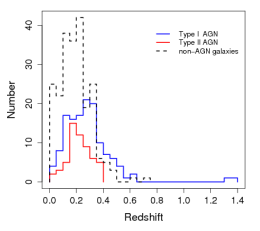 Type I AGN
Type II AGN
non-AGN galaxies
Number
40
30
20
10
0
0.0 0.2 0.4 0.6 0.8 1.0 1.2 1.4
Redshift